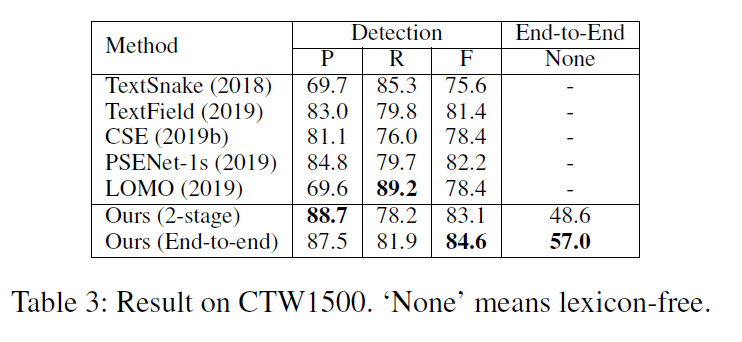 Method Detection End-to-End
P R F None
TextSnake (2018) 69.7 85.3 75.6 -
TextField (2019) 83.0 79.8 81.4 -
CSE (2019b) 81.1 76.0 78.4 -
PSENet-1s (2019) 84.8 79.7 82.2 -
LOMO (2019) 69.6 89.2 78.4 -
Ours (2-stage) 88.7 78.2 83.1 48.6
Ours (End-to-end) 87.5 81.9 84.6 57.0
Table 3: Result on CTW1500. ‘None’ means lexicon-free.